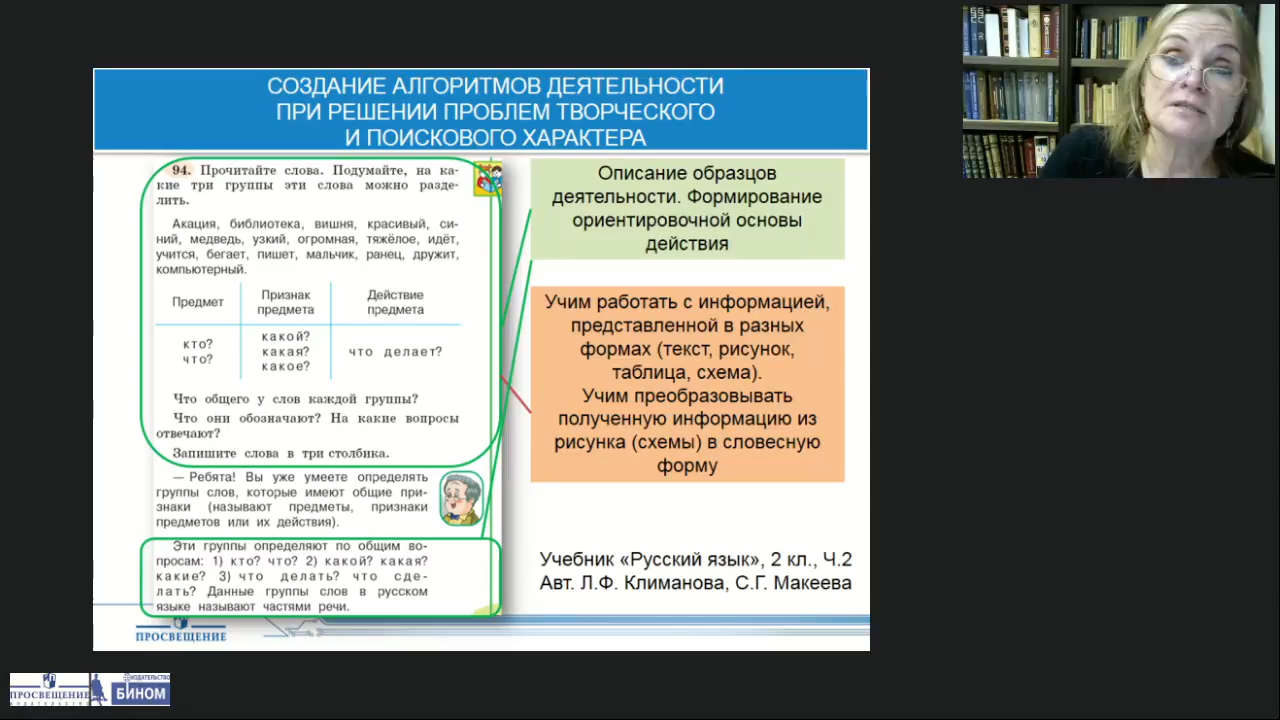 СОЗДАНИЕ АЛГОРИТМОВ ДЕЯТЕЛЬНОСТИ
ПРИ РЕШЕНИИ ПРОБЛЕМ ТВОРЧЕСКОГО
И ПОИСКОВОГО ХАРАКТЕРА
94. Прочитайте слова. Подумайте, на ка-
кие три группы эти слова можно разде-
лить.
Акация, библиотека, вишня, красивый, си-
ний, медведь, узкий, огромная, тяжёлое, идёт,
учится, бегает, пишет, мальчик, ранец, дружит,
компьютерный.
Предмет
Признак
предмета
Действие
предмета
кто?
что?
какой?
какая?
какое?
что делает?
Что общего у слов каждой группы?
Что они обозначают? На какие вопросы
отвечают?
Запишите слова в три столбика.
— Ребята! Вы уже умеете определять
группы слов, которые имеют общие при-
знаки (называют предметы, признаки
предметов или их действия).
Эти группы определяют по общим во-
просам: 1) кто? что? 2) какой? какая?
какие? 3) что делать? что сде-
лать? Данные группы слов в русском
языке называют частями речи.
Описание образцов
деятельности. Формирование
ориентировочной основы
действия
Учим работать с информацией,
представленной в разных
формах (текст, рисунок,
таблица, схема).
Учим преобразовывать
полученную информацию из
рисунка (схемы) в словесную
форму
Учебник «Русский язык», 2 кл., Ч.2
Авт. Л.Ф. Климанова, С.Г. Макеева
ПРОСВЕЩЕНИЕ
ПРОСВЕЩЕНИЕ
ИЗДАТЕЛЬСТВО
ИЗДАТЕЛЬСТВО
БИНОМ